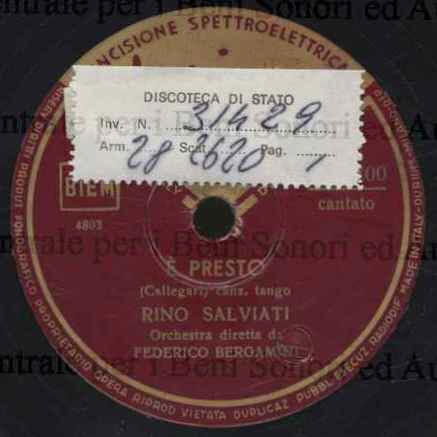 INCISIONE SPETTROELETTRICA
DISCOTECA DI STATO
Inv. N. 31429
Arm. 28 Scat. 2620 Pag. 1
BIEM
4803
cantato
È PRESTO
(Callegari) canz. tango
RINO SALVIATI
Orchestra diretta da
FEDERICO BERGAMINI
MADE IN ITALY
PROPRIETARIO OPERA RIPROD VIETATA DUPLICAZ. PUBBL. ESECUZ. RADIODIF.
per i Beni Sonori ed Au